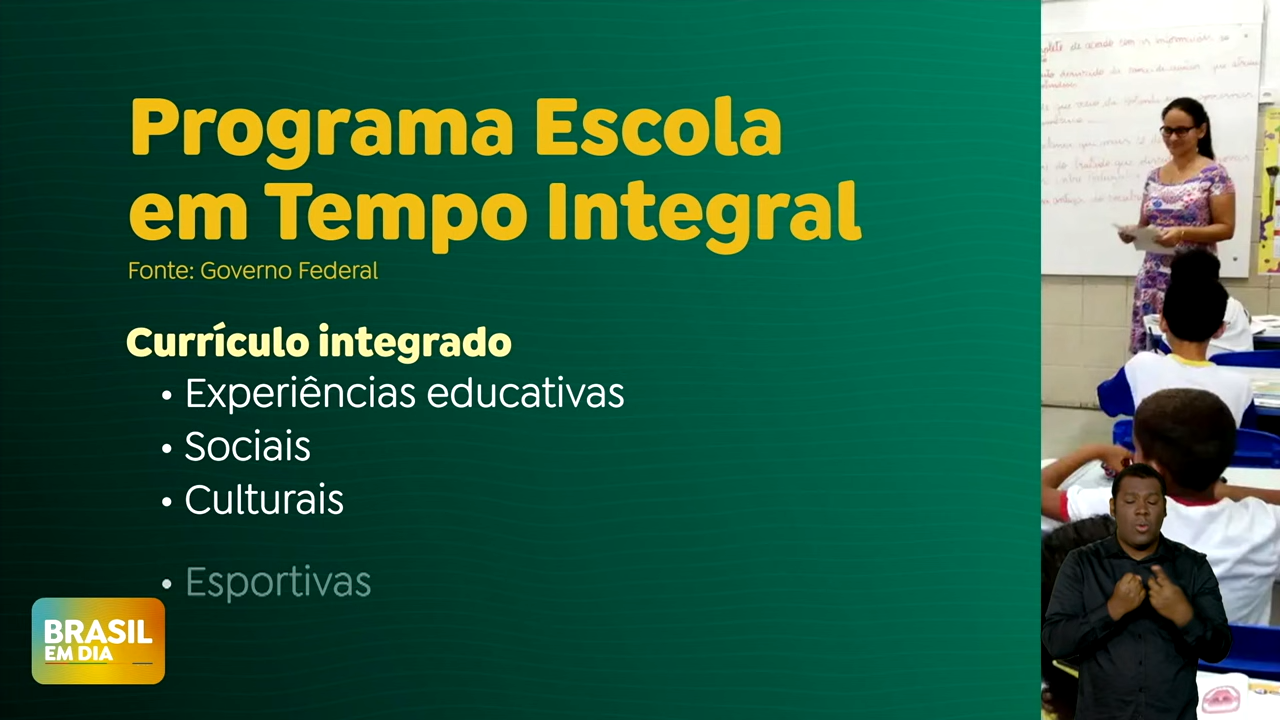 Programa Escola
em Tempo Integral
Fonte: Governo Federal
Currículo integrado
• Experiências educativas
• Sociais
• Culturais
• Esportivas
BRASIL
EM DIA